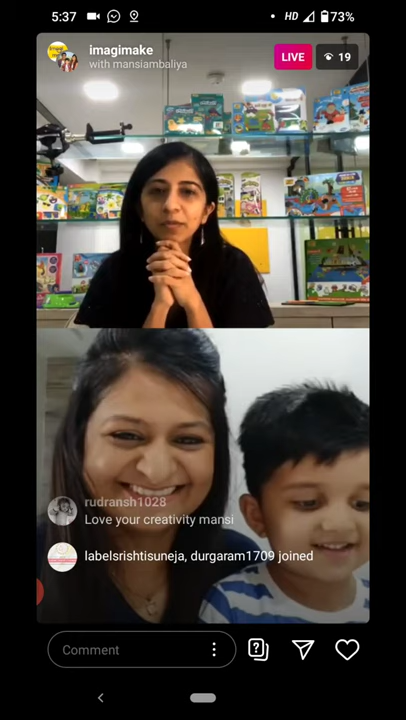 5:37
HD 73%
imagimake
with mansiambaliya
LIVE
19
rudransh1028
Love your creativity mansi
labelsrishtisuneja, durgaram1709 joined
Comment